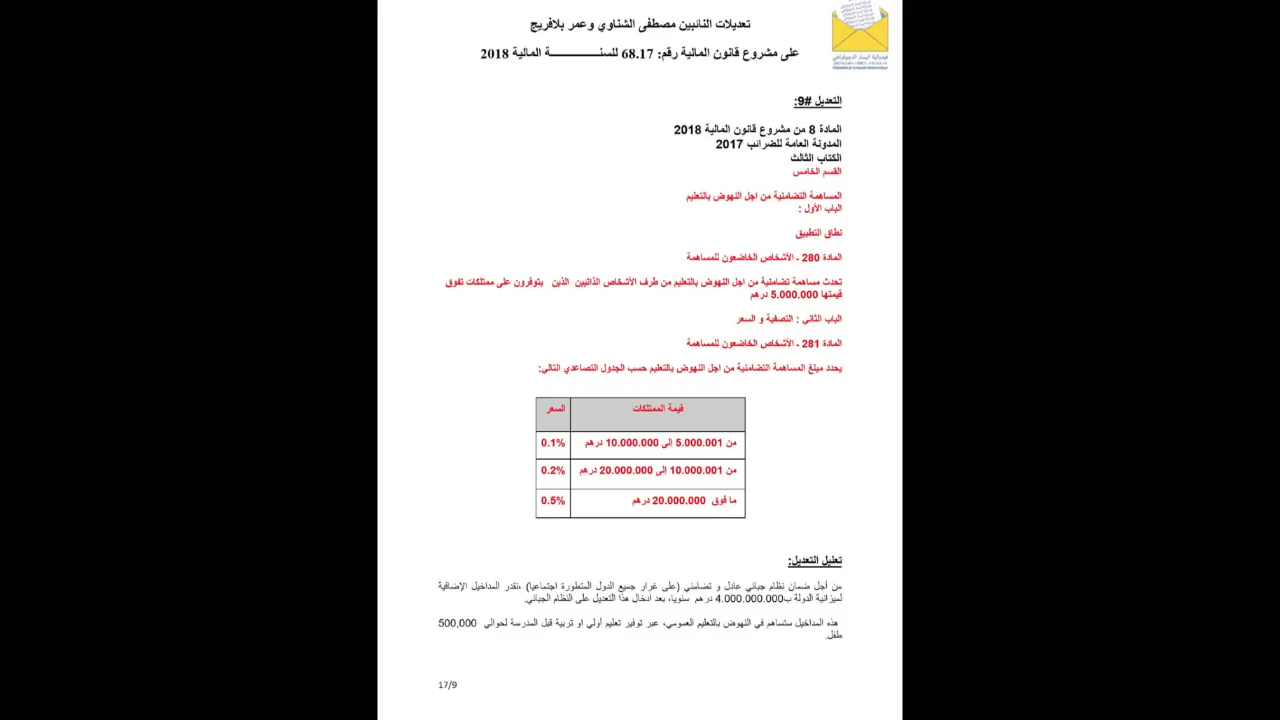 تعديلات النائبين مصطفى الشناوي وعمر بلافريج
على مشروع قانون المالية رقم: 68.17 للسنـــــــــــة المالية 2018
فيدرالية اليسار الديموقراطي
التعديل #9:
المادة 8 من مشروع قانون المالية 2018
المدونة العامة للضرائب 2017
الكتاب الثالث
القسم الخامس
المساهمة التضامنية من اجل النهوض بالتعليم
الباب الأول :
نطاق التطبيق
المادة 280 ـ الأشخاص الخاضعون للمساهمة
تحدث مساهمة تضامنية من اجل النهوض بالتعليم من طرف الأشخاص الذاتيين الذين يتوفرون على ممتلكات تفوق
قيمتها 5.000.000 درهم
الباب الثاني : التصفية و السعر
المادة 281 ـ الأشخاص الخاضعون للمساهمة
يحدد مبلغ المساهمة التضامنية من اجل النهوض بالتعليم حسب الجدول التصاعدي التالي:
قيمة الممتلكات السعر
من 5.000.001 إلى 10.000.000 درهم 0.1%
من 10.000.001 إلى 20.000.000 درهم 0.2%
ما فوق 20.000.000 درهم 0.5%
تعليل التعديل:
من أجل ضمان نظام جبائي عادل و تضامني (على غرار جميع الدول المتطورة اجتماعيا) ،تقدر المداخيل الإضافية
لميزانية الدولة ب4.000.000.000 درهم سنويا، بعد ادخال هذا التعديل على النظام الجبائي.
هذه المداخيل ستساهم في النهوض بالتعليم العمومي، عبر توفير تعليم أولي او تربية قبل المدرسة لحوالي 500,000
طفل.
17/9